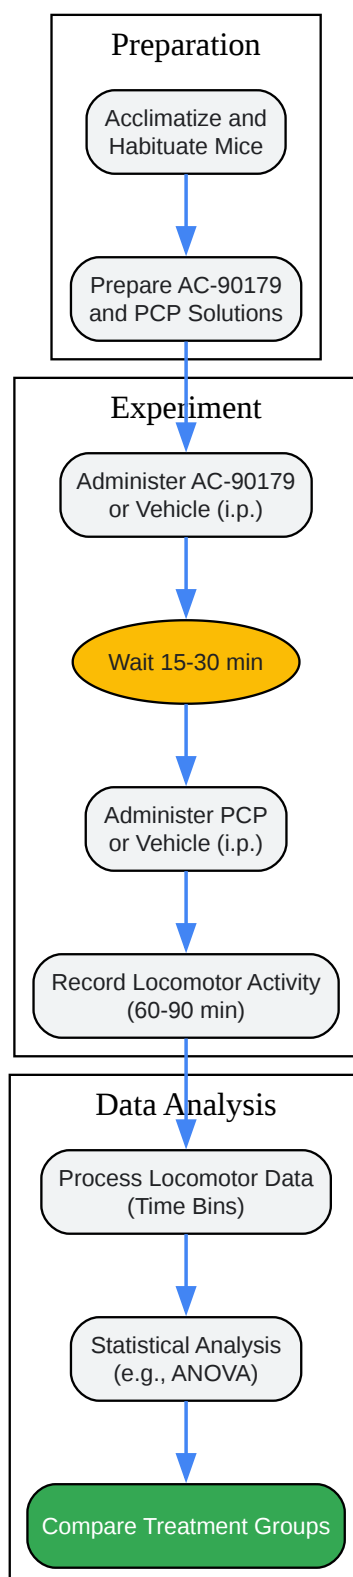 Preparation
Acclimatize and
Habituate Mice
Prepare AC-90179
and PCP Solutions
Experiment
Administer AC-90179
or Vehicle (i.p.)
Wait 15-30 min
Administer PCP
or Vehicle (i.p.)
Record Locomotor Activity
(60-90 min)
Data Analysis
Process Locomotor Data
(Time Bins)
Statistical Analysis
(e.g., ANOVA)
Compare Treatment Groups